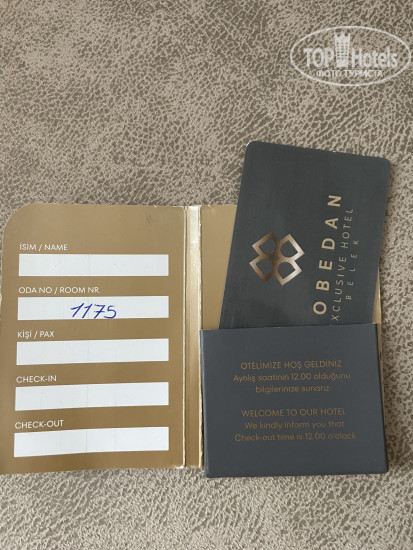 TOP Hotels
ФОТО ТУРИСТА
İSİM / NAME
ODA NO / ROOM NR.
1175
KİŞİ / PAX
CHECK-IN
CHECK-OUT
OBEDAN
EXCLUSIVE HOTEL
BELEK
OTELİMİZE HOŞ GELDİNİZ
Ayrılış saatinin 12.00 olduğunu
bilgilerinize sunarız
WELCOME TO OUR HOTEL
We kindly inform you that
Check-out time is 12.00 o'clock